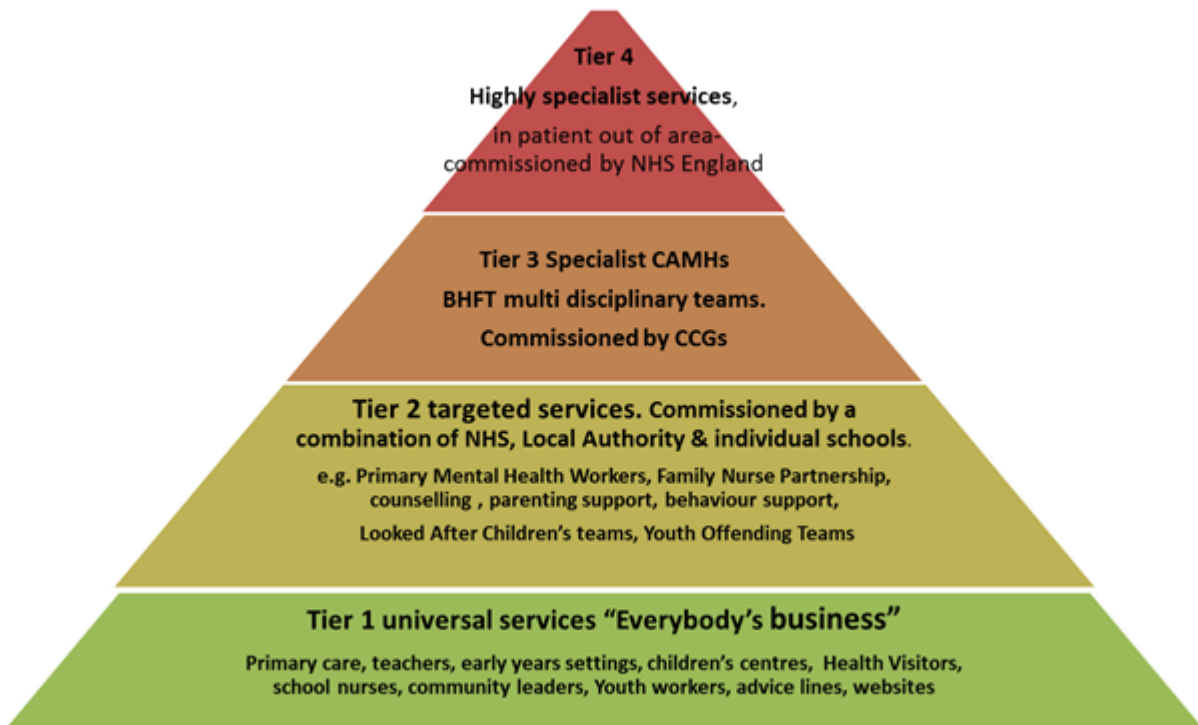 Tier 4
Highly specialist services,
in patient out of area-
commissioned by NHS England
Tier 3 Specialist CAMHs
BHFT multi disciplinary teams.
Commissioned by CCGs
Tier 2 targeted services. Commissioned by a
combination of NHS, Local Authority & individual schools.
e.g. Primary Mental Health Workers, Family Nurse Partnership,
counselling , parenting support, behaviour support,
Looked After Children’s teams, Youth Offending Teams
Tier 1 universal services “Everybody’s business”
Primary care, teachers, early years settings, children’s centres, Health Visitors,
school nurses, community leaders, Youth workers, advice lines, websites